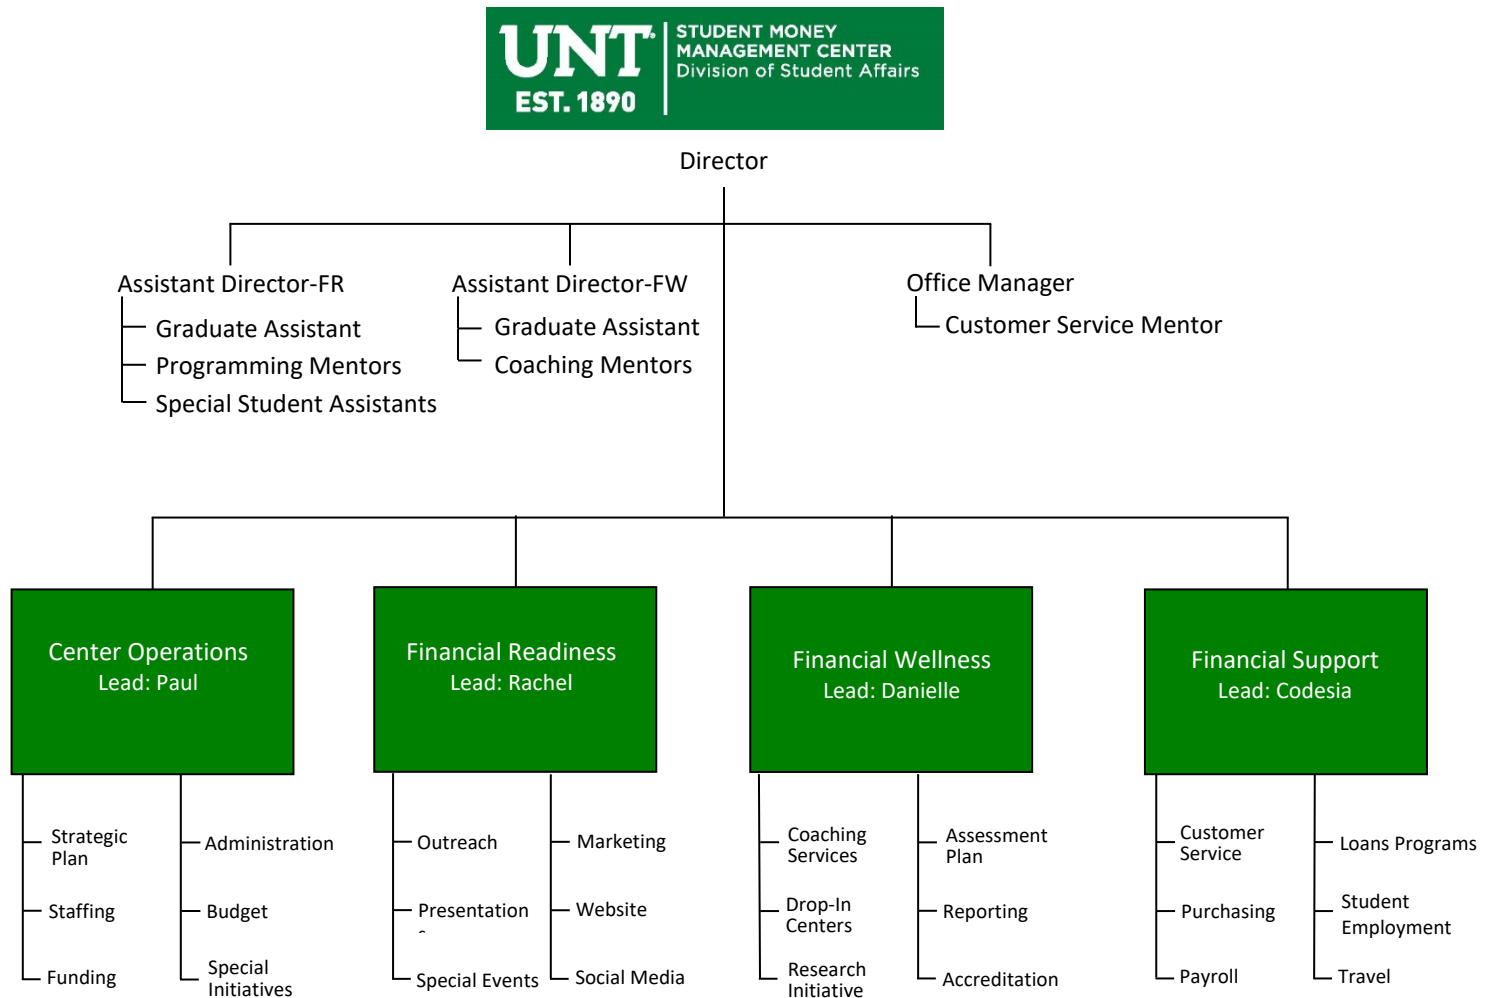 UNT
EST. 1890
STUDENT MONEY
MANAGEMENT CENTER
Division of Student Affairs
Director
Assistant Director-FR
Graduate Assistant
Programming Mentors
Special Student Assistants
Assistant Director-FW
Graduate Assistant
Coaching Mentors
Office Manager
Customer Service Mentor
Center Operations
Lead: Paul
Strategic
Plan
Staffing
Funding
Administration
Budget
Special
Initiatives
Financial Readiness
Lead: Rachel
Outreach
Presentation
Special Events
Marketing
Website
Social Media
Financial Wellness
Lead: Danielle
Coaching
Services
Drop-In
Centers
Research
Initiative
Assessment
Plan
Reporting
Accreditation
Financial Support
Lead: Codesia
Customer
Service
Purchasing
Payroll
Loans Programs
Student
Employment
Travel